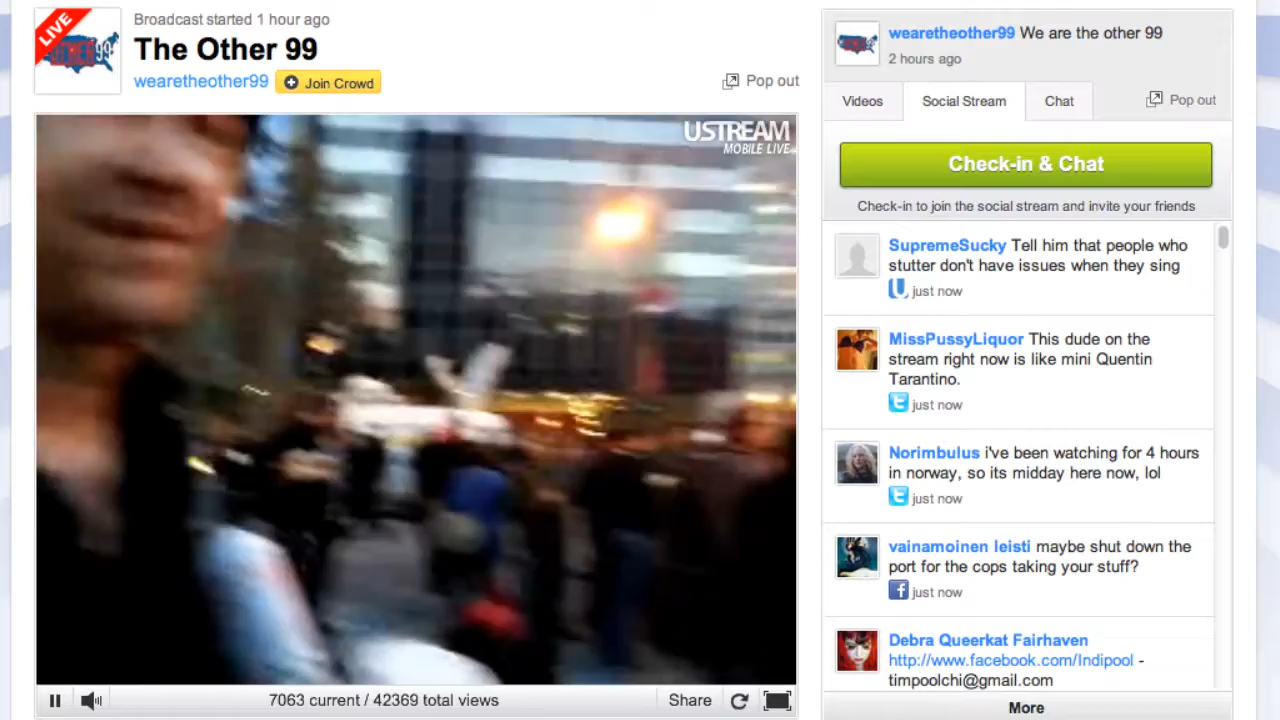 LIVE
Broadcast started 1 hour ago
The Other 99
wearetheother99
Join Crowd
Pop out
USTREAM
MOBILE LIVE
7063 current / 42369 total views
Share
wearetheother99 We are the other 99
2 hours ago
Videos
Social Stream
Chat
Pop out
Check-in & Chat
Check-in to join the social stream and invite your friends
SupremeSucky Tell him that people who
stutter don't have issues when they sing
just now
MissPussyLiquor This dude on the
stream right now is like mini Quentin
Tarantino.
just now
Norimbulus i've been watching for 4 hours
in norway, so its midday here now, lol
just now
vainamoinen leisti maybe shut down the
port for the cops taking your stuff?
just now
Debra Queerkat Fairhaven
http://www.facebook.com/Indipool -
timpoolchi@gmail.com
More